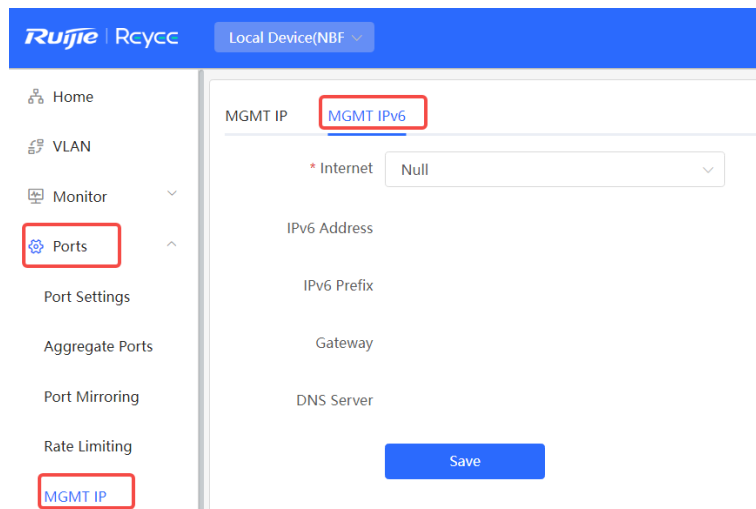 Ruijie | Reyee
Local Device(NBF
Home
VLAN
Monitor
Ports
Port Settings
Aggregate Ports
Port Mirroring
Rate Limiting
MGMT IP
MGMT IP MGMT IPv6
* Internet Null
IPv6 Address
IPv6 Prefix
Gateway
DNS Server
Save